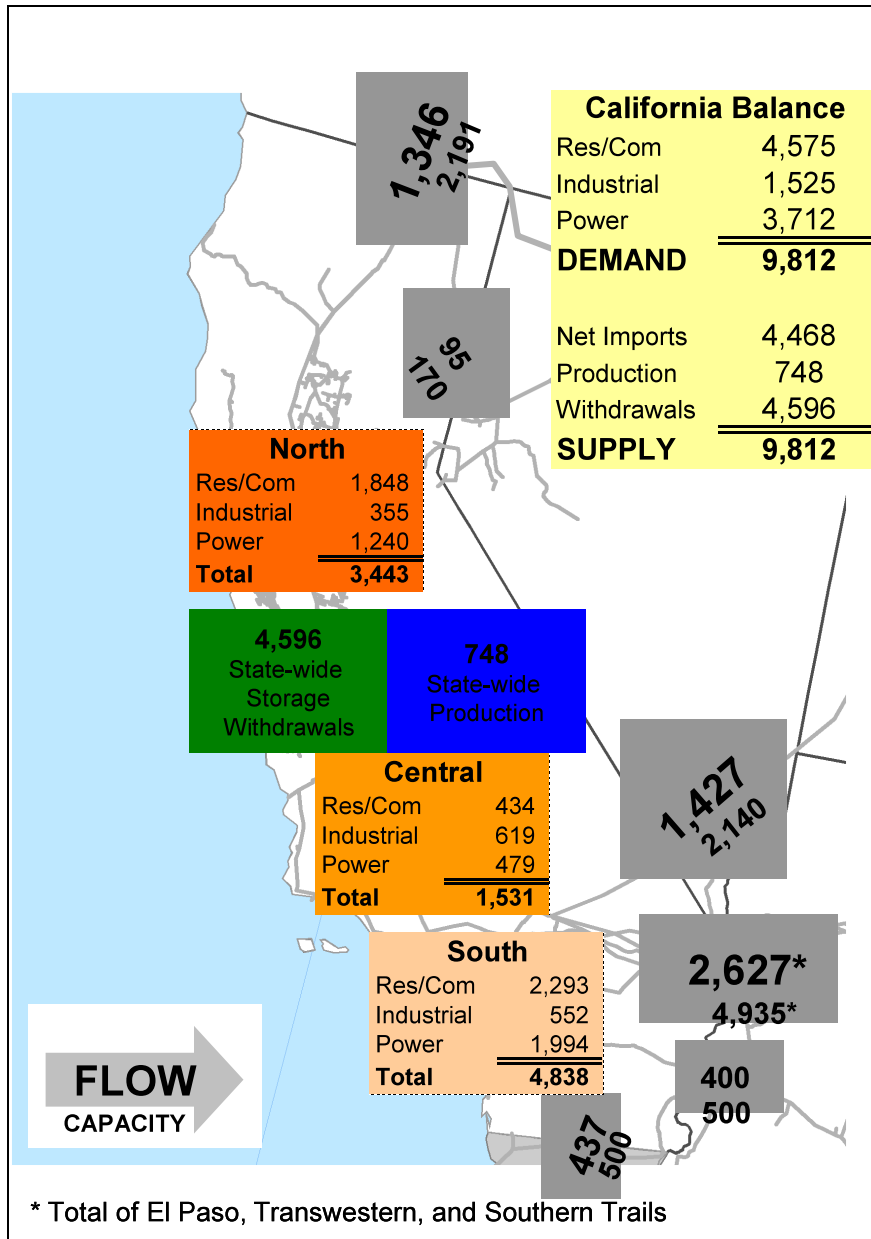 1,346
2,191
California Balance
Res/Com 4,575
Industrial 1,525
Power 3,712
DEMAND 9,812
Net Imports 4,468
Production 748
Withdrawals 4,596
SUPPLY 9,812
95
170
North
Res/Com 1,848
Industrial 355
Power 1,240
Total 3,443
4,596
State-wide
Storage
Withdrawals
748
State-wide
Production
Central
Res/Com 434
Industrial 619
Power 479
Total 1,531
1,427
2,140
2,627*
4,935*
South
Res/Com 2,293
Industrial 552
Power 1,994
Total 4,838
400
500
437
500
FLOW
CAPACITY
* Total of El Paso, Transwestern, and Southern Trails